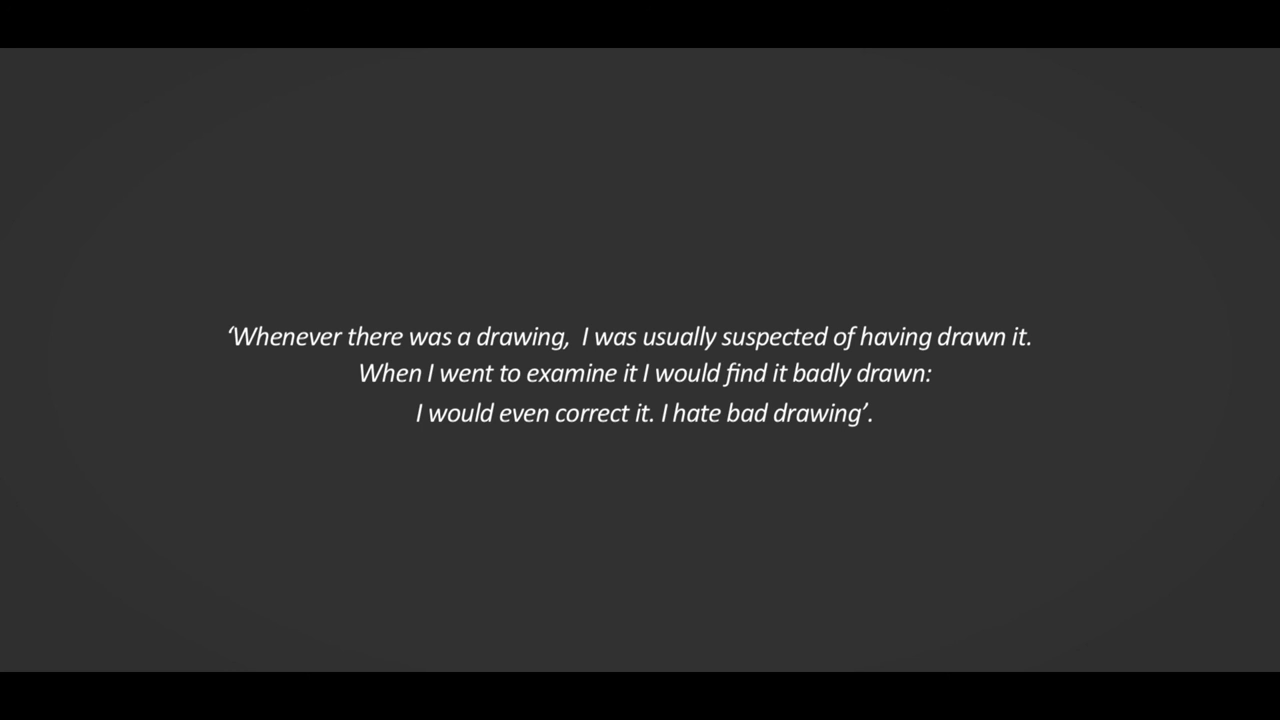 ‘Whenever there was a drawing,  I was usually suspected of having drawn it.
When I went to examine it I would find it badly drawn:
I would even correct it. I hate bad drawing’.